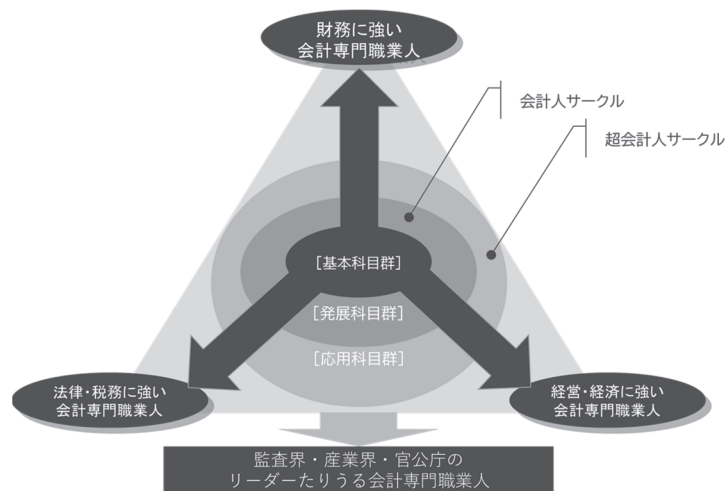 財務に強い
会計専門職業人
会計人サークル
超会計人サークル
[基本科目群]
[発展科目群]
[応用科目群]
法律・税務に強い
会計専門職業人
経営・経済に強い
会計専門職業人
監査界・産業界・官公庁の
リーダーたりうる会計専門職業人